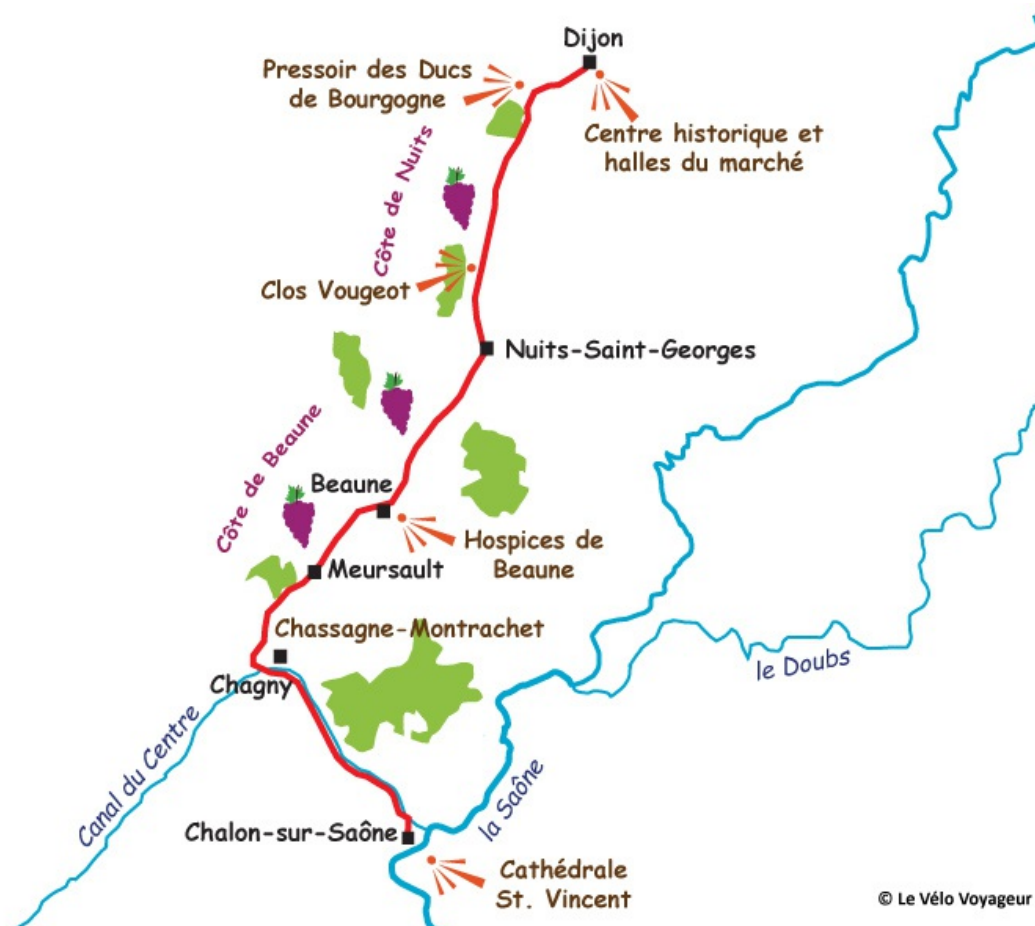 Dijon
Pressoir des Ducs
de Bourgogne
Centre historique et
halles du marché
Côte de Nuits
Clos Vougeot
Nuits-Saint-Georges
Côte de Beaune
Beaune
Hospices de
Beaune
Meursault
Chassagne-Montrachet
le Doubs
Chagny
Canal du Centre
la Saône
Chalon-sur-Saône
Cathédrale
St. Vincent
© Le Vélo Voyageur